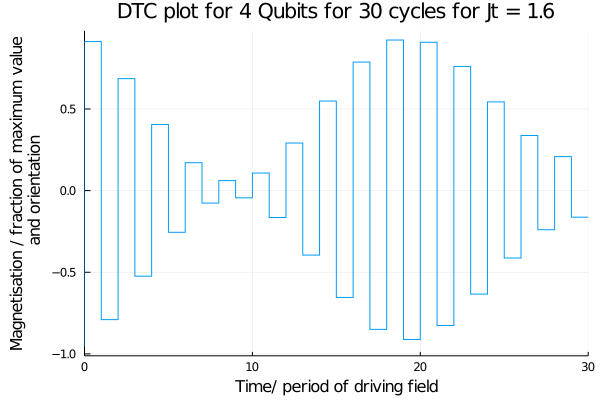 DTC plot for 4 Qubits for 30 cycles for Jt = 1.6
Magnetisation / fraction of maximum value
and orientation
0.5
0.0
−0.5
−1.0
0
10
20
30
Time/ period of driving field